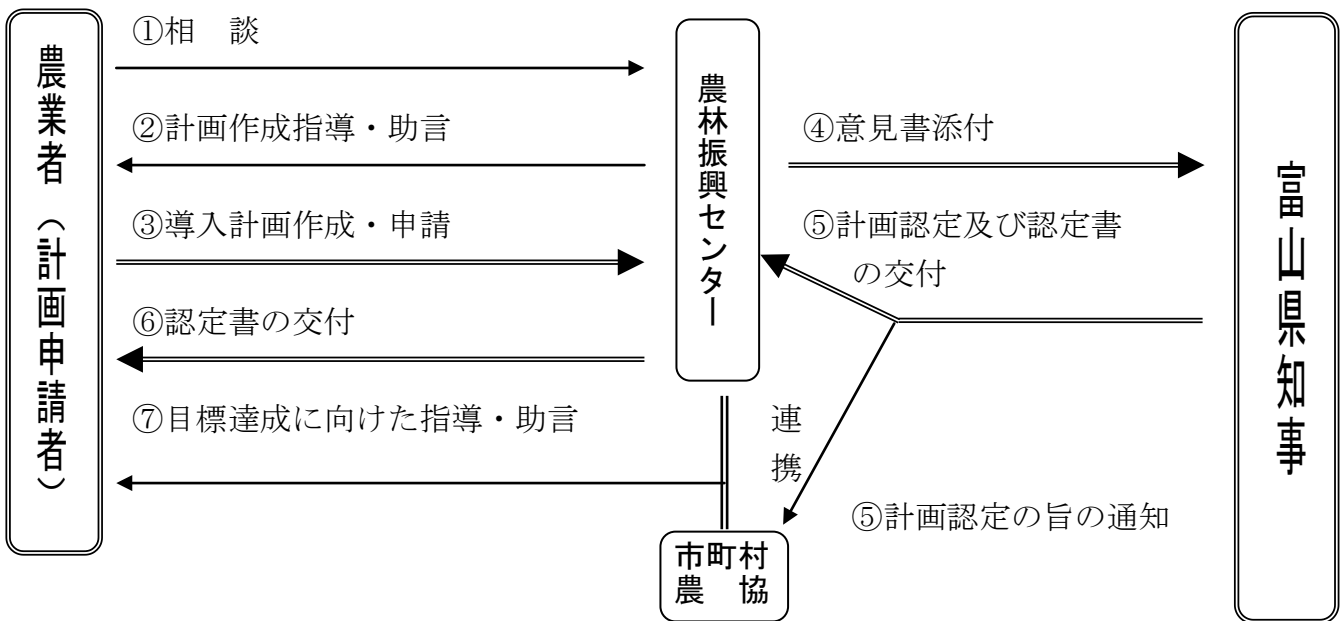 農業者（計画申請者）
①相　談
②計画作成指導・助言
③導入計画作成・申請
⑥認定書の交付
⑦目標達成に向けた指導・助言
農林振興センター
連携
市町村
農　協
④意見書添付
⑤計画認定及び認定書
の交付
⑤計画認定の旨の通知
富山県知事